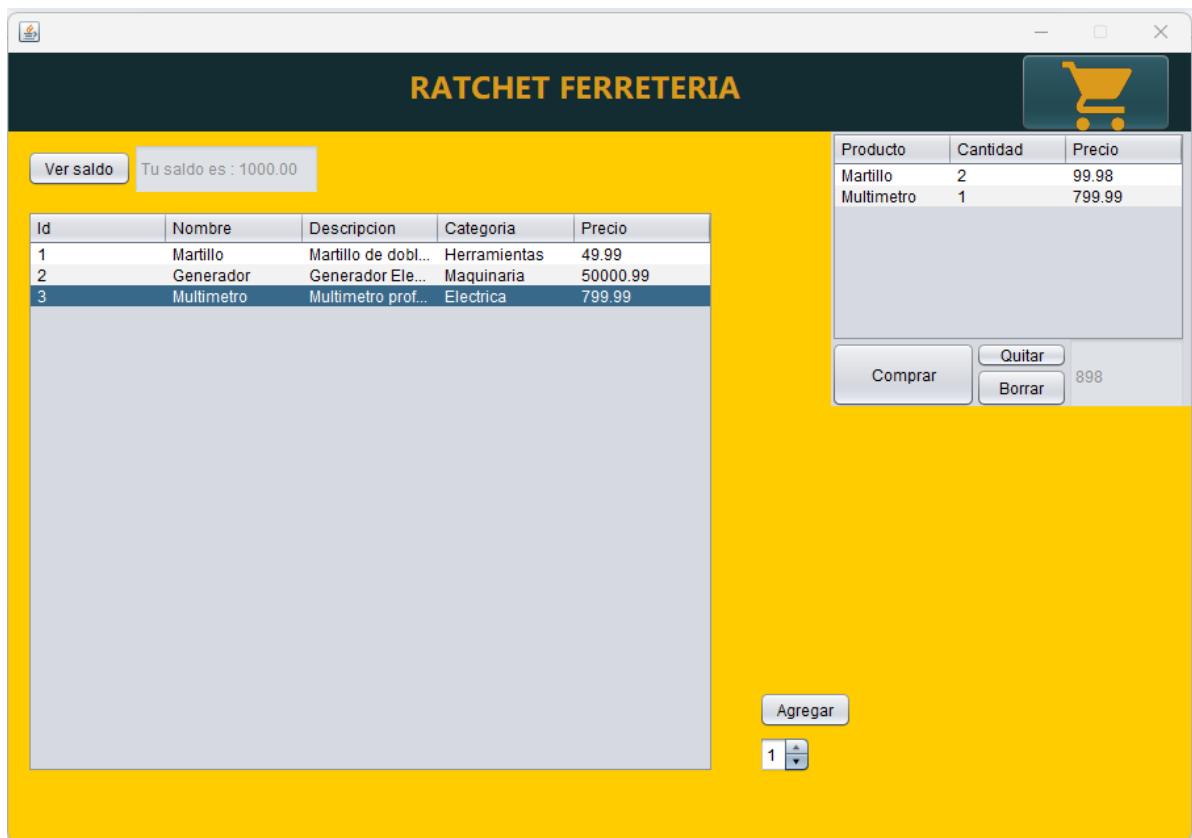 RATCHET FERRETERIA
Ver saldo Tu saldo es : 1000.00
Id Nombre Descripcion Categoria Precio
1 Martillo Martillo de dobl... Herramientas 49.99
2 Generador Generador Ele... Maquinaria 50000.99
3 Multimetro Multimetro prof... Electrica 799.99
Producto Cantidad Precio
Martillo 2 99.98
Multimetro 1 799.99
Comprar Quitar Borrar 898
Agregar
1